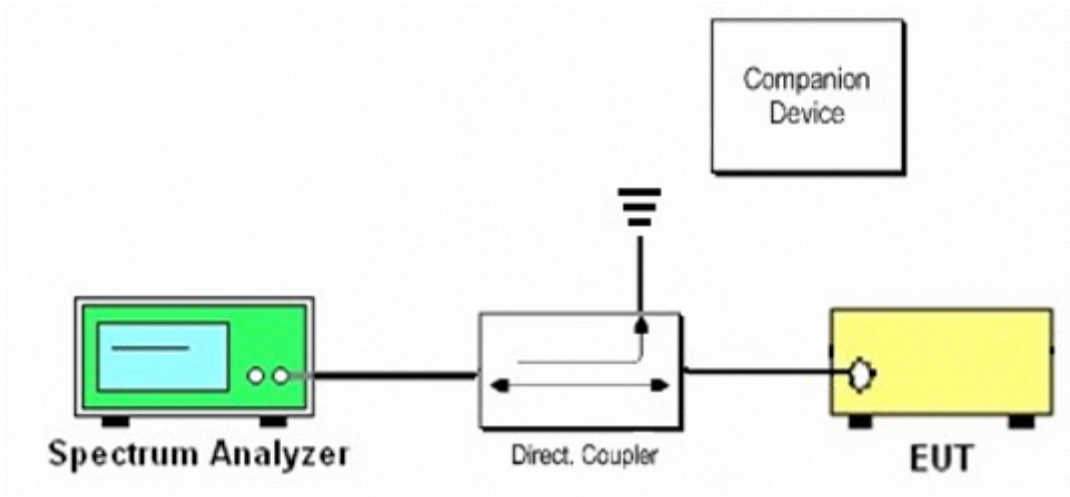 Companion
Device
Spectrum Analyzer
Direct. Coupler
EUT